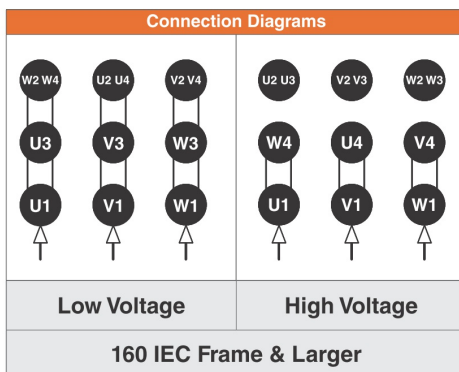 Connection Diagrams
W2 W4 U2 U4 V2 V4 U2 U3 V2 V3 W2 W3
U3 V3 W3 W4 U4 V4
U1 V1 W1 U1 V1 W1
Low Voltage High Voltage
160 IEC Frame & Larger